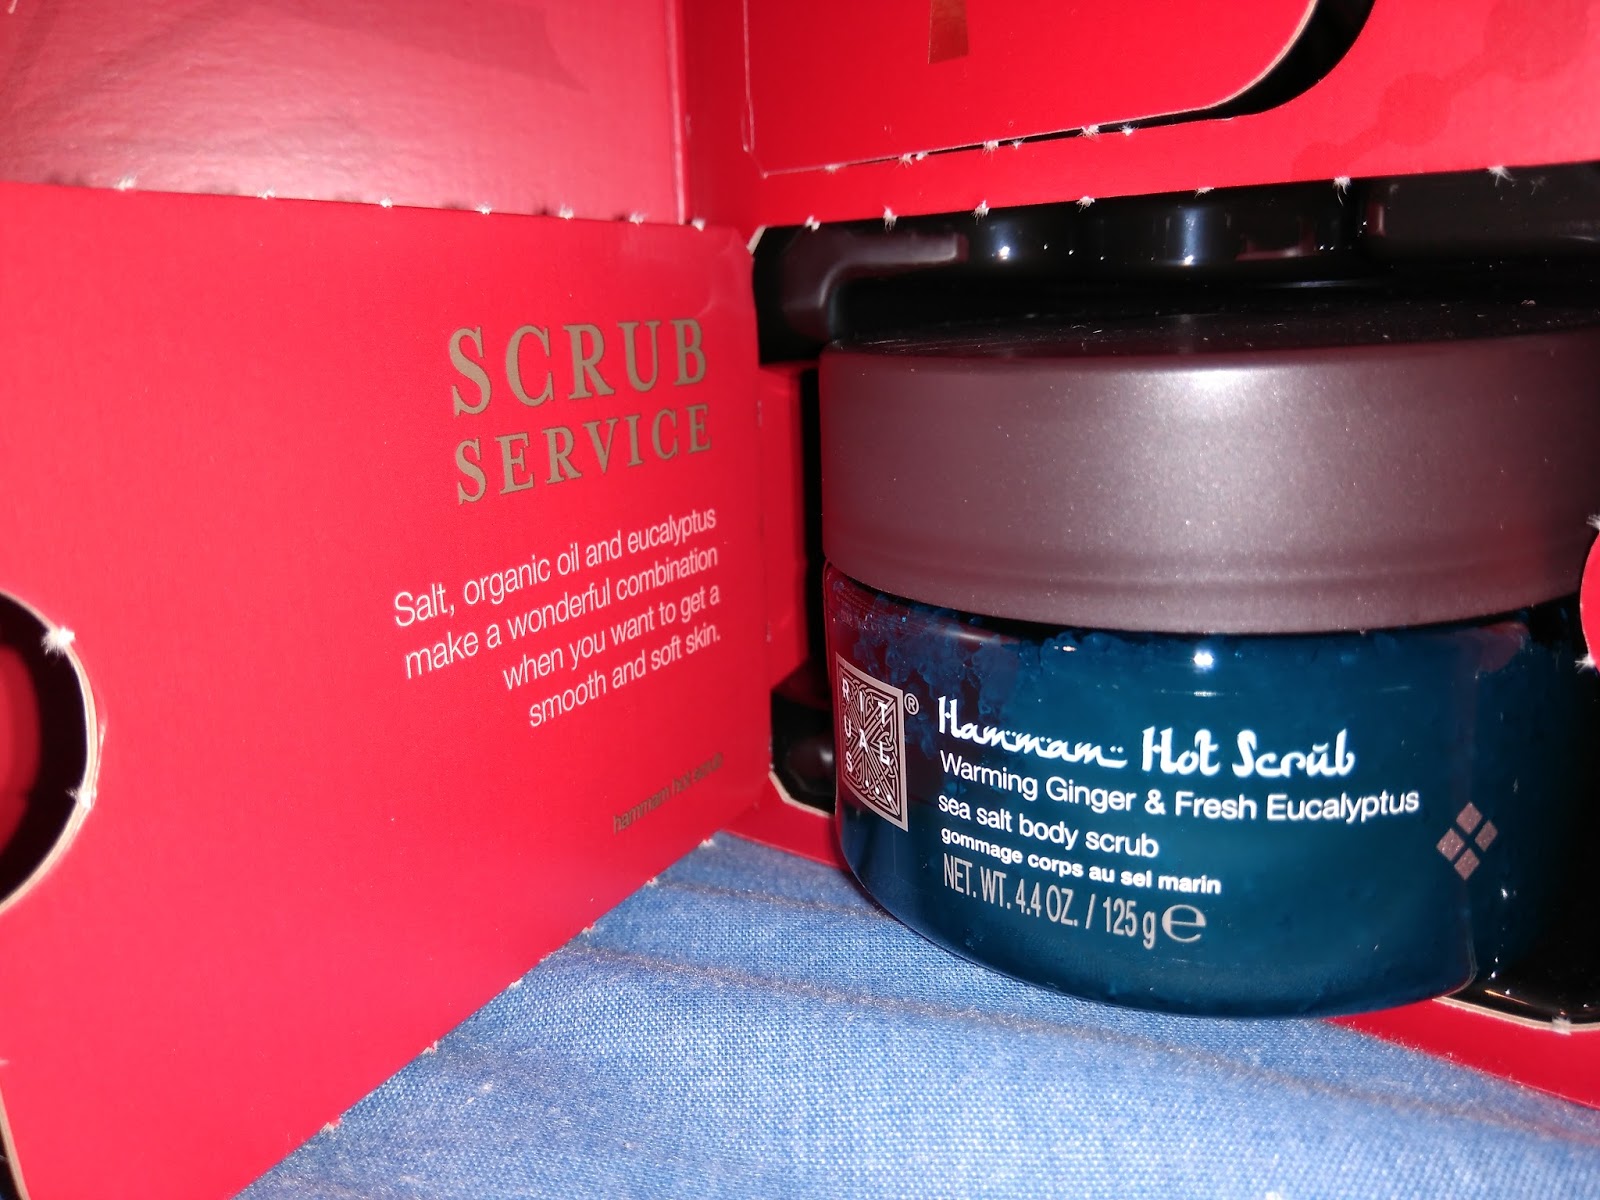 SCRUB
SERVICE
Salt, organic oil and eucalyptus
make a wonderful combination
when you want to get a
smooth and soft skin.
hammam hot scrub
RITUALS...®
Hammam Hot Scrub
Warming Ginger & Fresh Eucalyptus
sea salt body scrub
gommage corps au sel marin
NET. WT. 4.4 OZ. / 125 g ℮